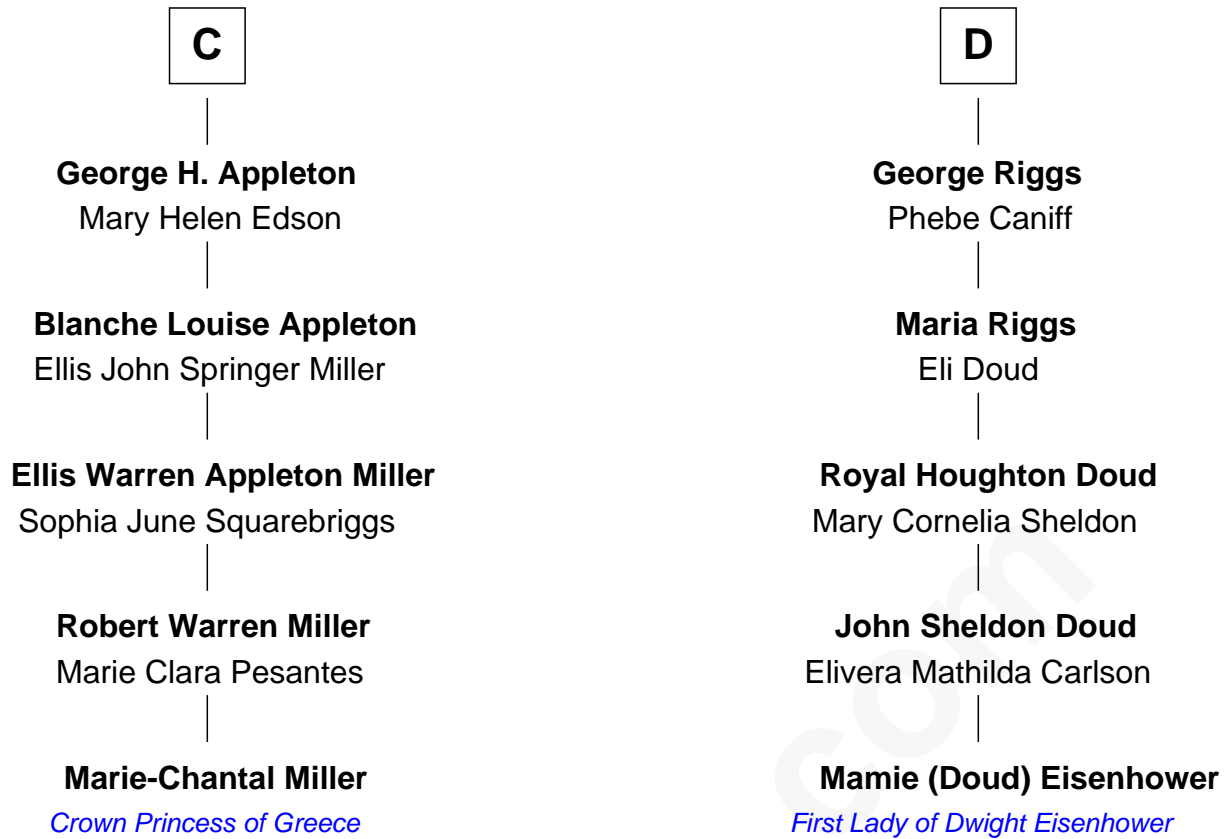 C
George H. Appleton
Mary Helen Edson
Blanche Louise Appleton
Ellis John Springer Miller
Ellis Warren Appleton Miller
Sophia June Squarebriggs
Robert Warren Miller
Marie Clara Pesantes
Marie-Chantal Miller
Crown Princess of Greece
D
George Riggs
Phebe Caniff
Maria Riggs
Eli Doud
Royal Houghton Doud
Mary Cornelia Sheldon
John Sheldon Doud
Elivera Mathilda Carlson
Mamie (Doud) Eisenhower
First Lady of Dwight Eisenhower
com